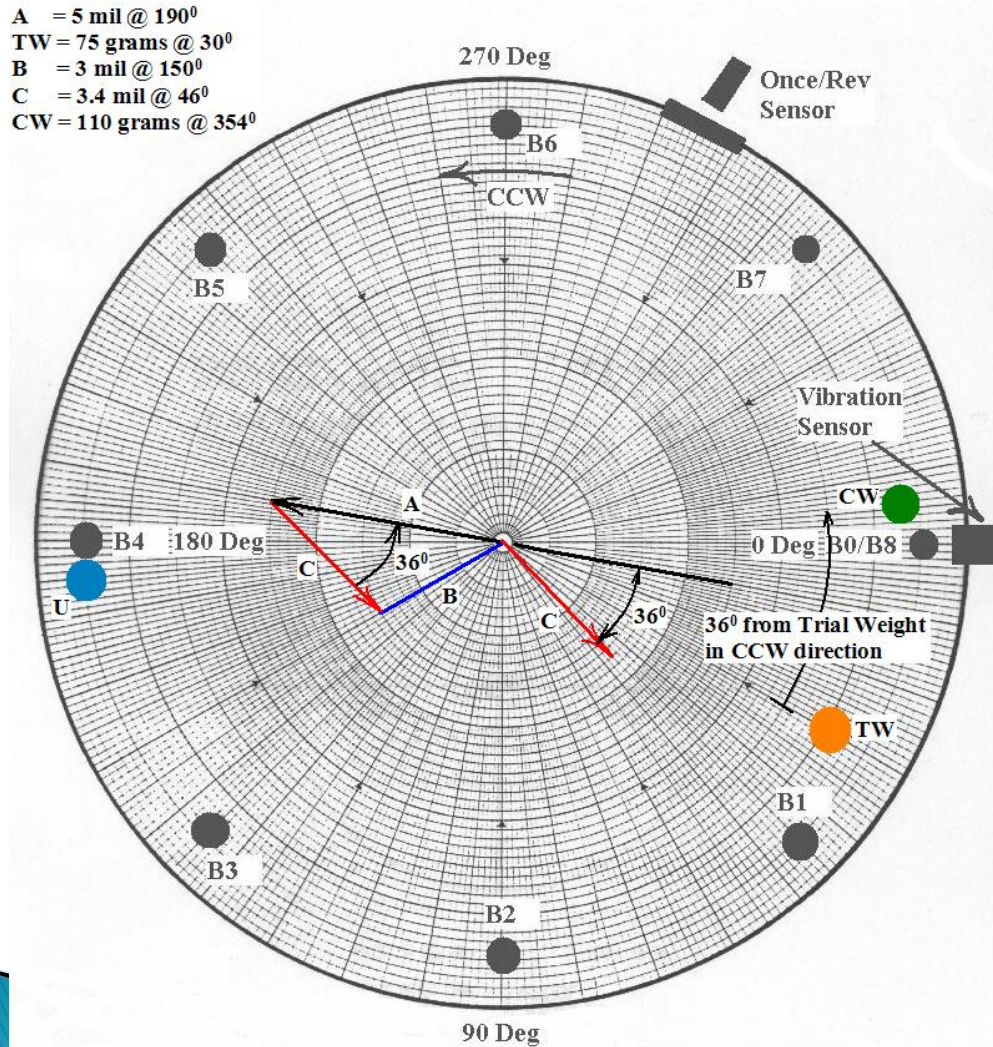 A = 5 mil @ 190⁰
TW = 75 grams @ 30⁰
B = 3 mil @ 150⁰
C = 3.4 mil @ 46⁰
CW = 110 grams @ 354⁰
270 Deg
Once/Rev
Sensor
B6
CCW
B5
B7
Vibration
Sensor
A
CW
B4
180 Deg
0 Deg
B0/B8
C
36⁰
U
B
C
36⁰
36⁰ from Trial Weight
in CCW direction
TW
B1
B3
B2
90 Deg